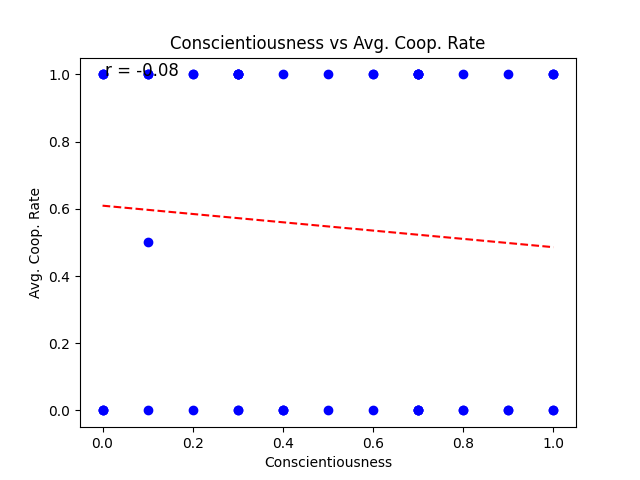 Conscientiousness vs Avg. Coop. Rate
r = -0.08
1.0
0.8
0.6
0.4
0.2
0.0
Avg. Coop. Rate
0.0 0.2 0.4 0.6 0.8 1.0
Conscientiousness